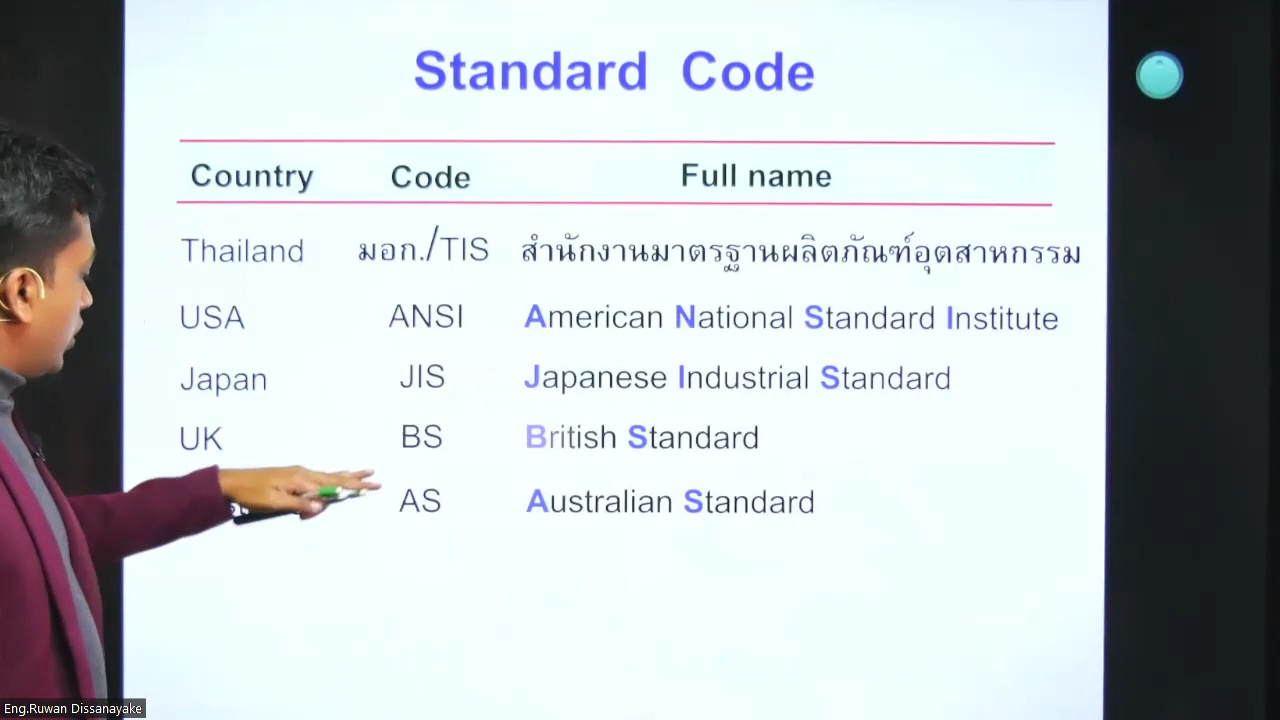 Standard Code
Country Code Full name
Thailand มอก./TIS สำนักงานมาตรฐานผลิตภัณฑ์อุตสาหกรรม
USA ANSI American National Standard Institute
Japan JIS Japanese Industrial Standard
UK BS British Standard
AS Australian Standard
Eng.Ruwan Dissanayake